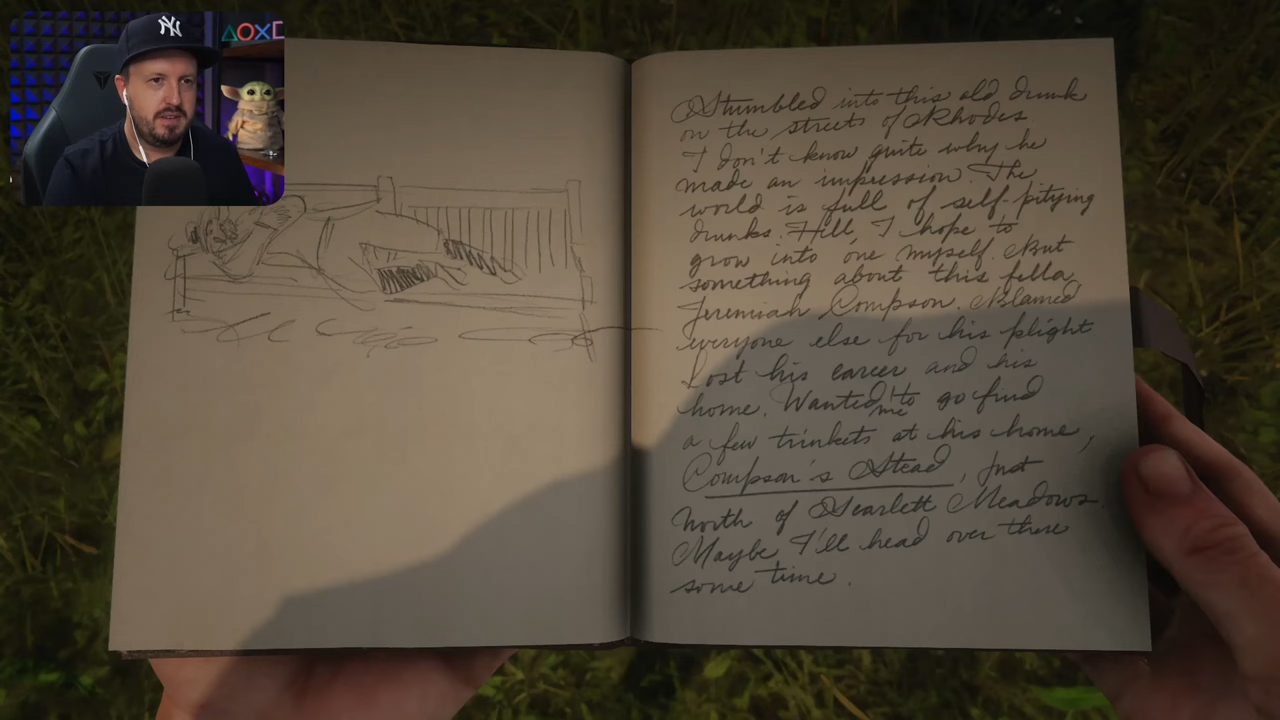 NY
Stumbled into this old drunk
on the streets of Rhodes
I don't know quite why he
made an impression. The
world is full of self-pitying
drunks. Hell, I hope to
grow into one myself. But
something about this fella,
Jeremiah Compson. Blamed
everyone else for his plight
Lost his career and his
home. Wanted me to go find
a few trinkets at his home,
Compson's Stead, just
north of Scarlett Meadows.
Maybe I'll head over there
some time.